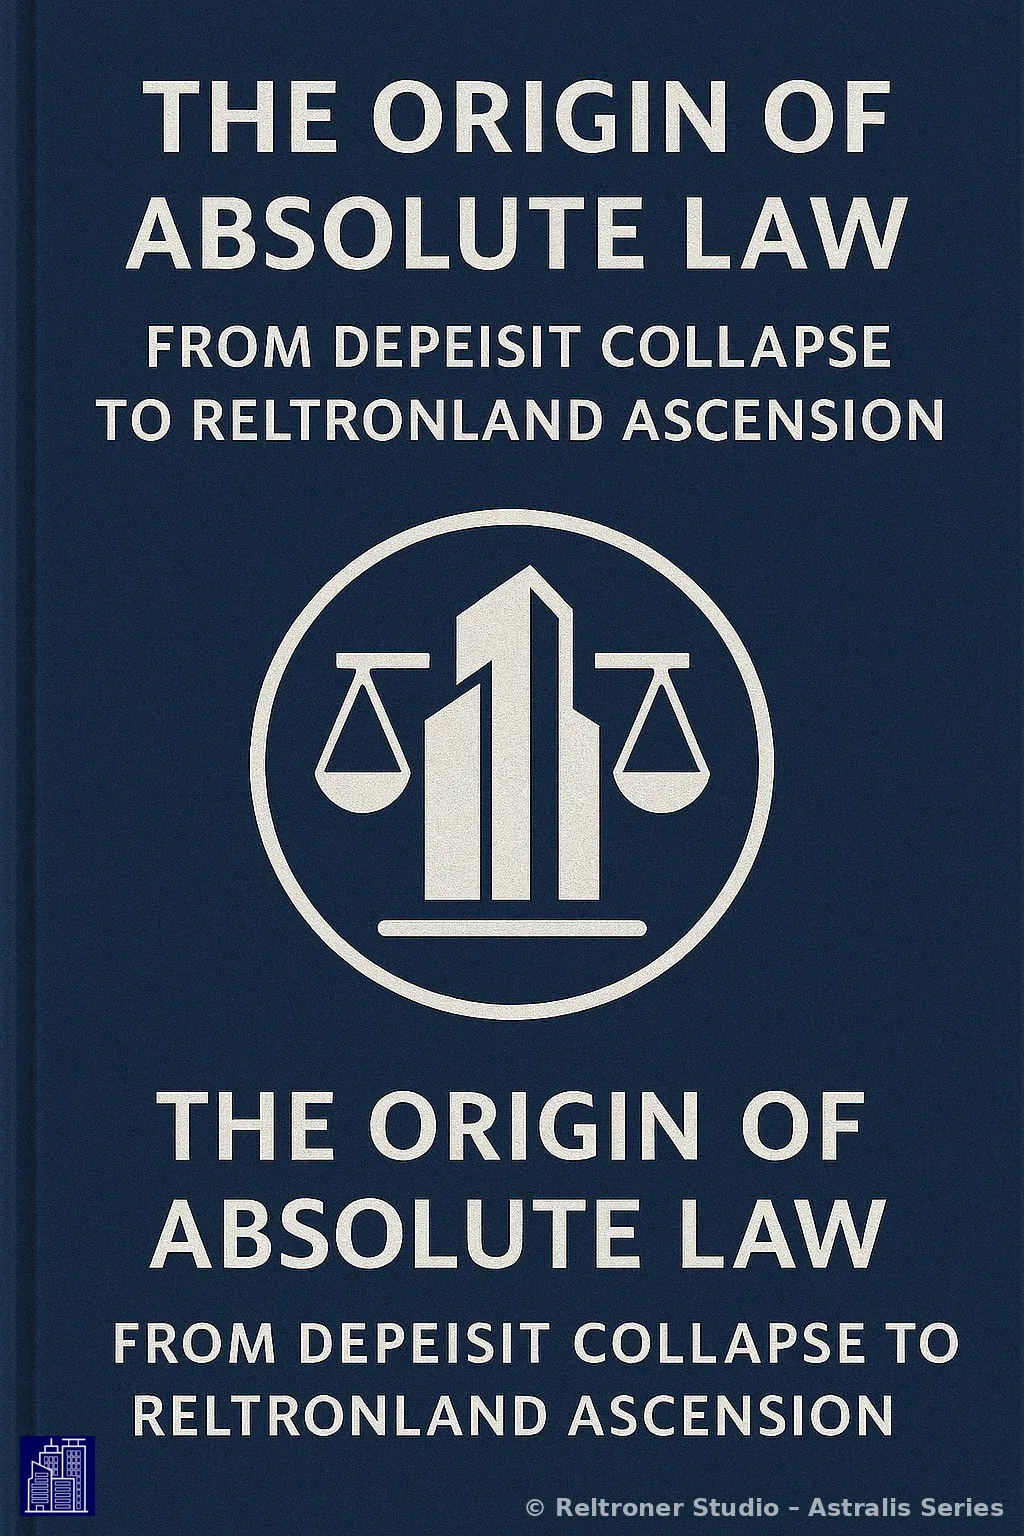 THE ORIGIN OF
ABSOLUTE LAW
FROM DEPEISIT COLLAPSE
TO RELTRONLAND ASCENSION
THE ORIGIN OF
ABSOLUTE LAW
FROM DEPEISIT COLLAPSE TO
RELTRONLAND ASCENSION
© Reltroner Studio – Astralis Series